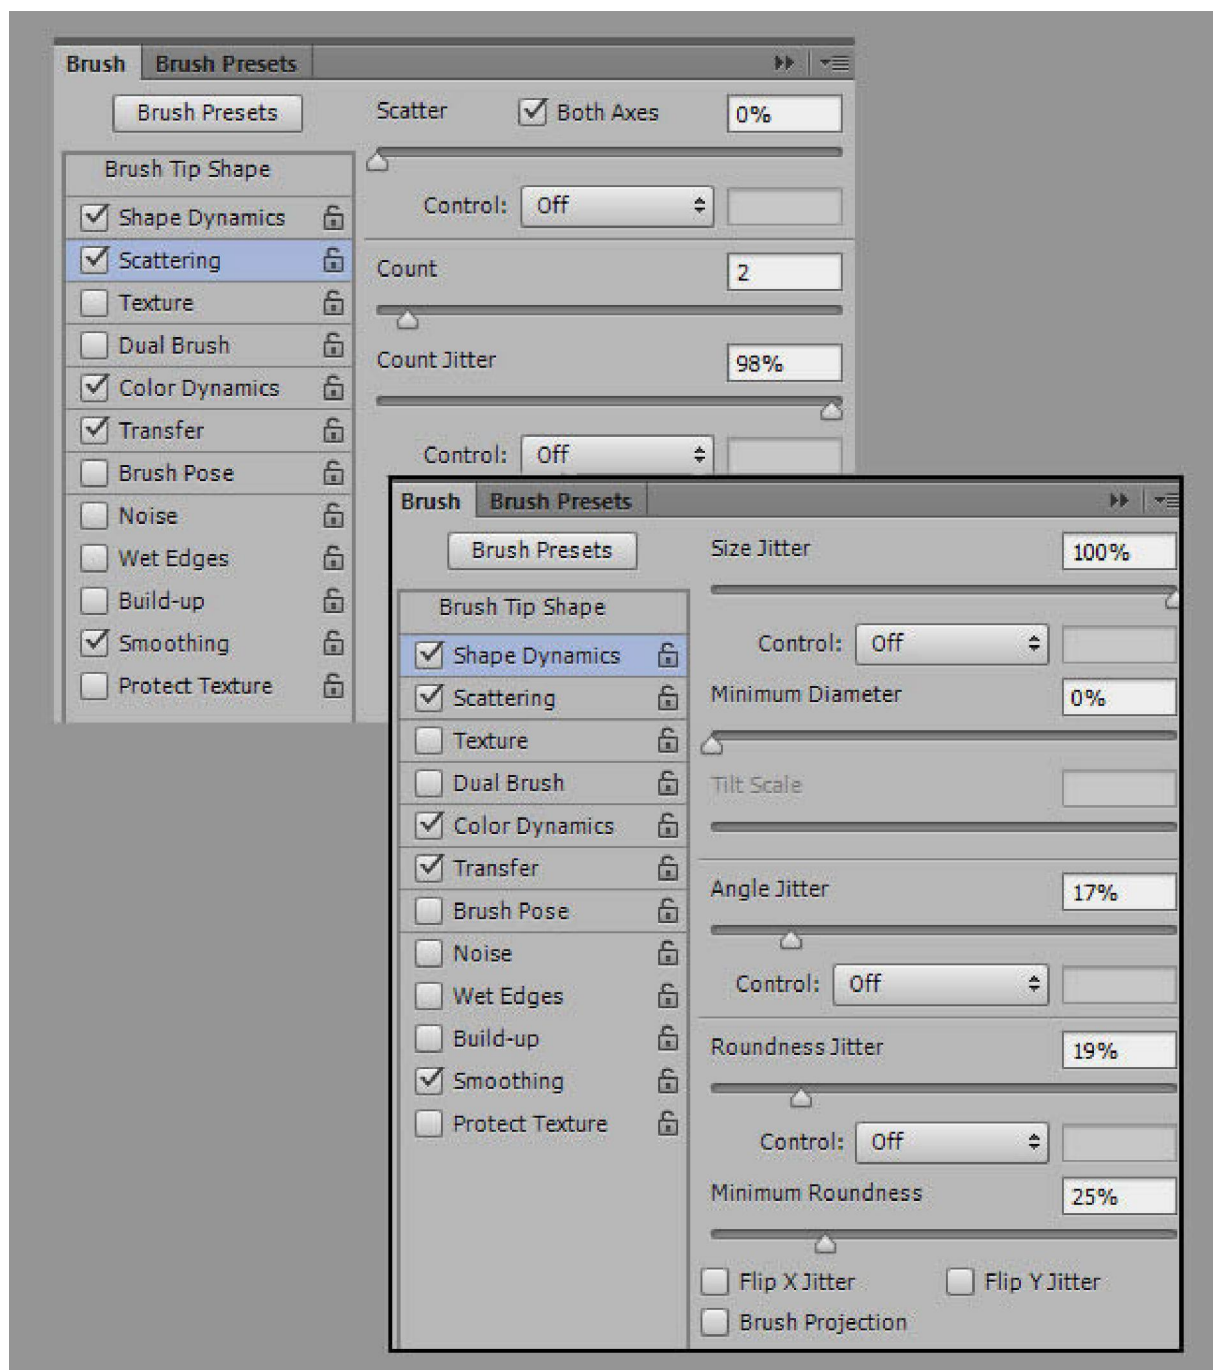 Brush Brush Presets
Brush Presets
Scatter Both Axes 0%
Brush Tip Shape
Control: Off
Shape Dynamics
Scattering
Count 2
Texture
Dual Brush
Count Jitter 98%
Color Dynamics
Transfer
Control: Off
Brush Pose
Noise
Wet Edges
Build-up
Smoothing
Protect Texture
Brush Brush Presets
Brush Presets
Size Jitter 100%
Brush Tip Shape
Control: Off
Shape Dynamics
Scattering
Minimum Diameter 0%
Texture
Dual Brush
Tilt Scale
Color Dynamics
Transfer
Angle Jitter 17%
Brush Pose
Noise
Control: Off
Wet Edges
Build-up
Roundness Jitter 19%
Smoothing
Protect Texture
Control: Off
Minimum Roundness 25%
Flip X Jitter Flip Y Jitter
Brush Projection